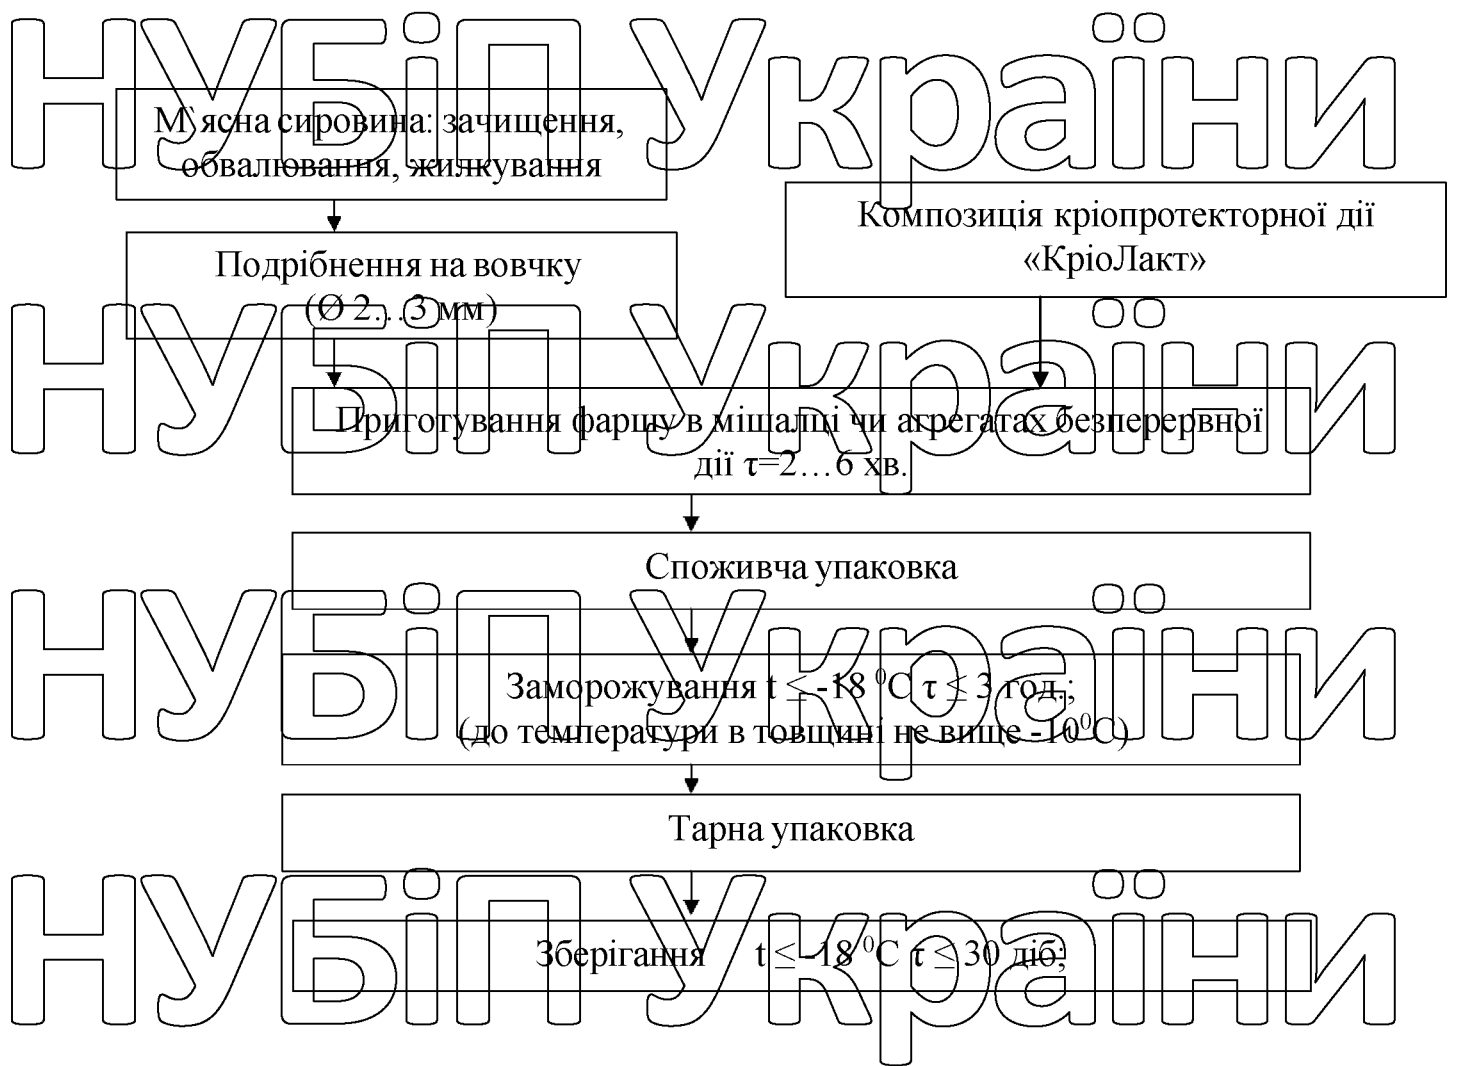 НУБіП України
М`ясна сировина: зачищення,
обвалювання, жилкування
Композиція кріопротекторної дії
«КріоЛакт»
Подрібнення на вовчку
(Ø 2…3 мм)
НУБіП України
Приготування фаршу в мішалці чи агрегатах безперервної
дії τ=2…6 хв.
Споживча упаковка
НУБіП України
Заморожування t ≤ -18 ⁰С τ ≤ 3 год.;
(до температури в товщині не вище -10⁰С)
Тарна упаковка
НУБіП України
Зберігання t ≤ -18 ⁰С τ ≤ 30 діб;